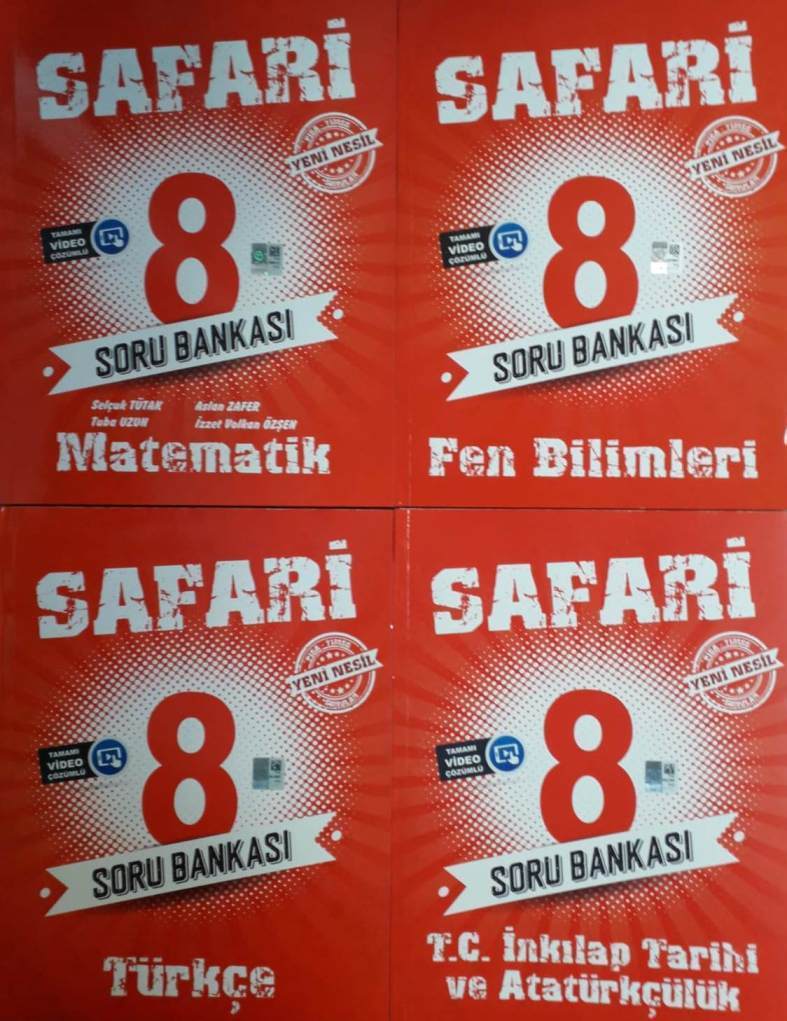 SAFARİ
YENİ NESİL
TAMAMI
VİDEO
ÇÖZÜMLÜ
8
SORU BANKASI
Selçuk TÜTAK Aslan ZAFER
Tuba UZUN İzzet Volkan ÖZŞEN
Matematik
SAFARİ
YENİ NESİL
TAMAMI
VİDEO
ÇÖZÜMLÜ
8
SORU BANKASI
Fen Bilimleri
SAFARİ
YENİ NESİL
TAMAMI
VİDEO
ÇÖZÜMLÜ
8
SORU BANKASI
Türkçe
SAFARİ
YENİ NESİL
TAMAMI
VİDEO
ÇÖZÜMLÜ
8
SORU BANKASI
T.C. İnkılap Tarihi
ve Atatürkçülük